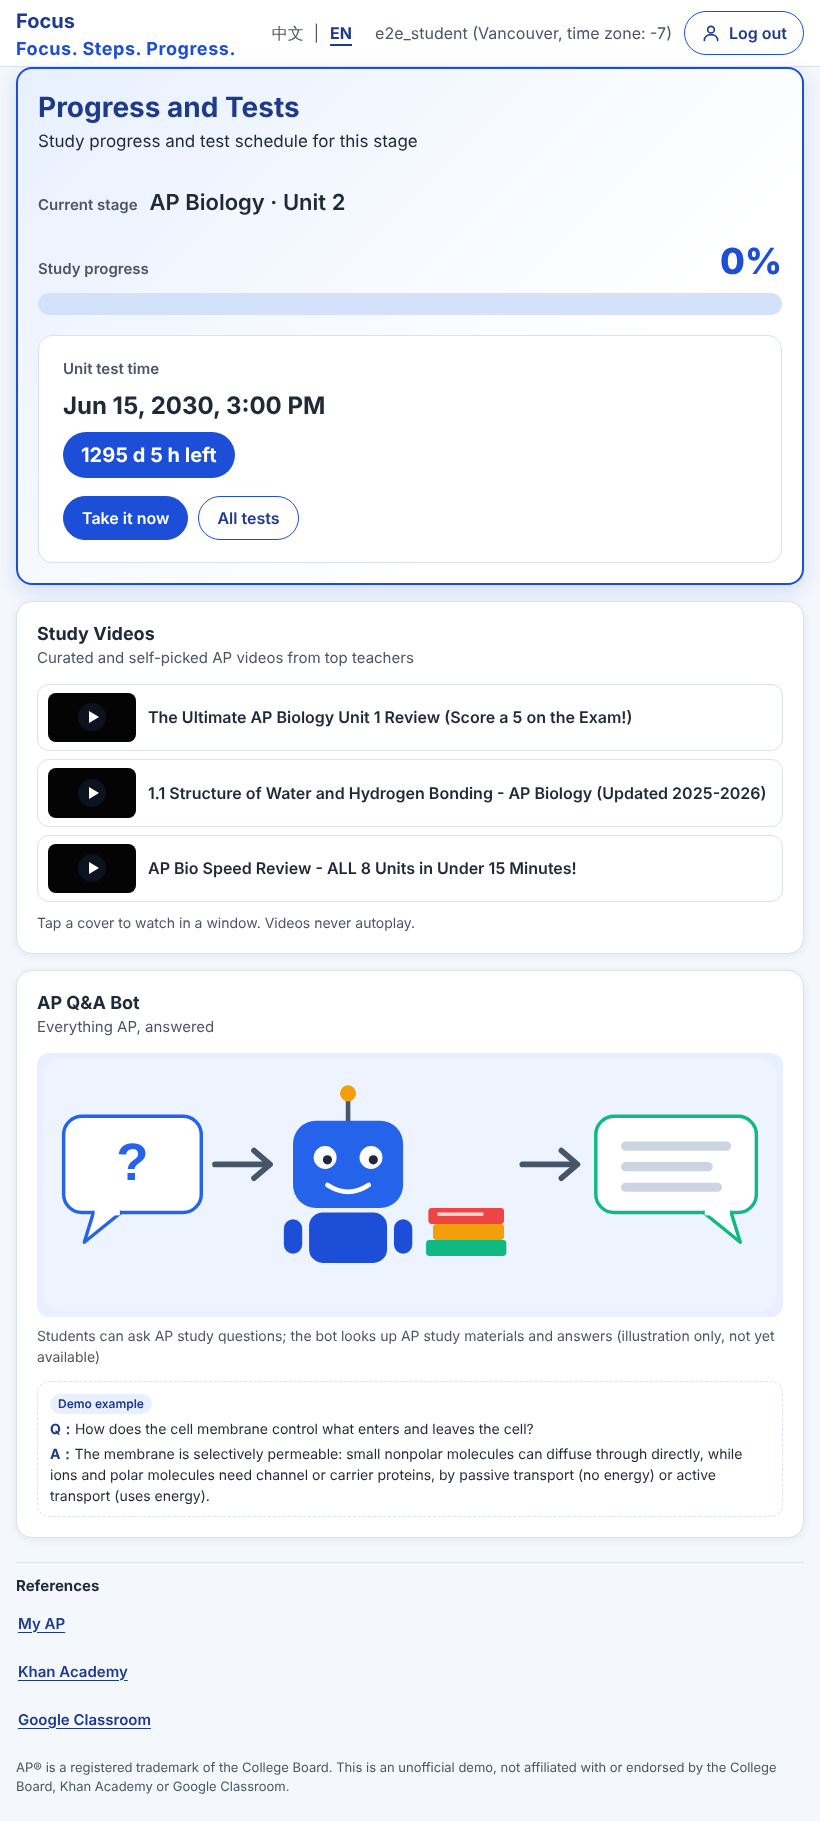 Focus
Focus. Steps. Progress.
中文 | EN e2e_student (Vancouver, time zone: -7) Log out
Progress and Tests
Study progress and test schedule for this stage
Current stage AP Biology · Unit 2
Study progress 0%
Unit test time
Jun 15, 2030, 3:00 PM
1295 d 5 h left
Take it now All tests
Study Videos
Curated and self-picked AP videos from top teachers
The Ultimate AP Biology Unit 1 Review (Score a 5 on the Exam!)
1.1 Structure of Water and Hydrogen Bonding - AP Biology (Updated 2025-2026)
AP Bio Speed Review - ALL 8 Units in Under 15 Minutes!
Tap a cover to watch in a window. Videos never autoplay.
AP Q&A Bot
Everything AP, answered
?
Students can ask AP study questions; the bot looks up AP study materials and answers (illustration only, not yet
available)
Demo example
Q：How does the cell membrane control what enters and leaves the cell?
A：The membrane is selectively permeable: small nonpolar molecules can diffuse through directly, while
ions and polar molecules need channel or carrier proteins, by passive transport (no energy) or active
transport (uses energy).
References
My AP
Khan Academy
Google Classroom
AP® is a registered trademark of the College Board. This is an unofficial demo, not affiliated with or endorsed by the College
Board, Khan Academy or Google Classroom.